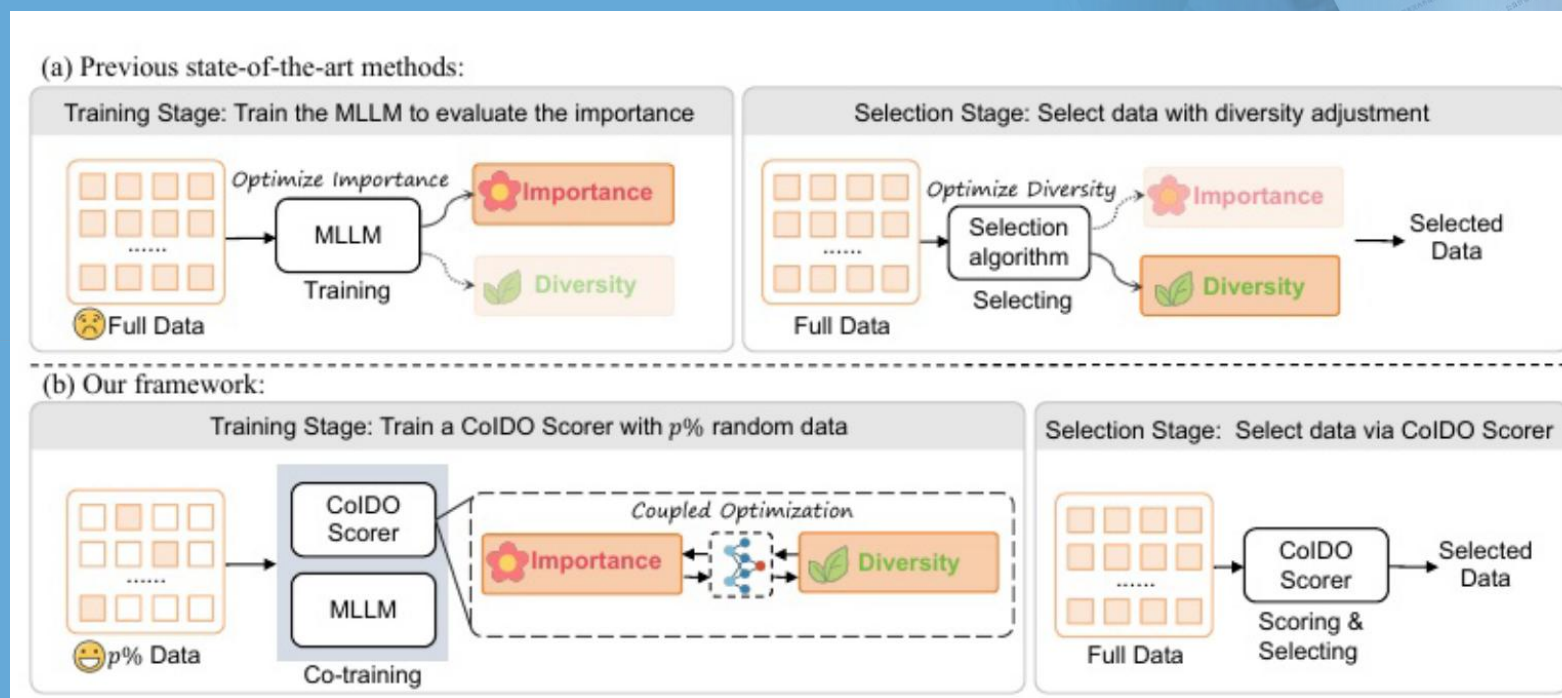 (a) Previous state-of-the-art methods:
Training Stage: Train the MLLM to evaluate the importance
Optimize Importance
MLLM
Training
Importance
Diversity
Full Data
Selection Stage: Select data with diversity adjustment
Optimize Diversity
Selection
algorithm
Selecting
Importance
Diversity
Full Data
Selected
Data
(b) Our framework:
Training Stage: Train a CoIDO Scorer with p% random data
CoIDO
Scorer
MLLM
Co-training
p% Data
Coupled Optimization
Importance
Diversity
Selection Stage: Select data via CoIDO Scorer
Full Data
CoIDO
Scorer
Scoring &
Selecting
Selected
Data